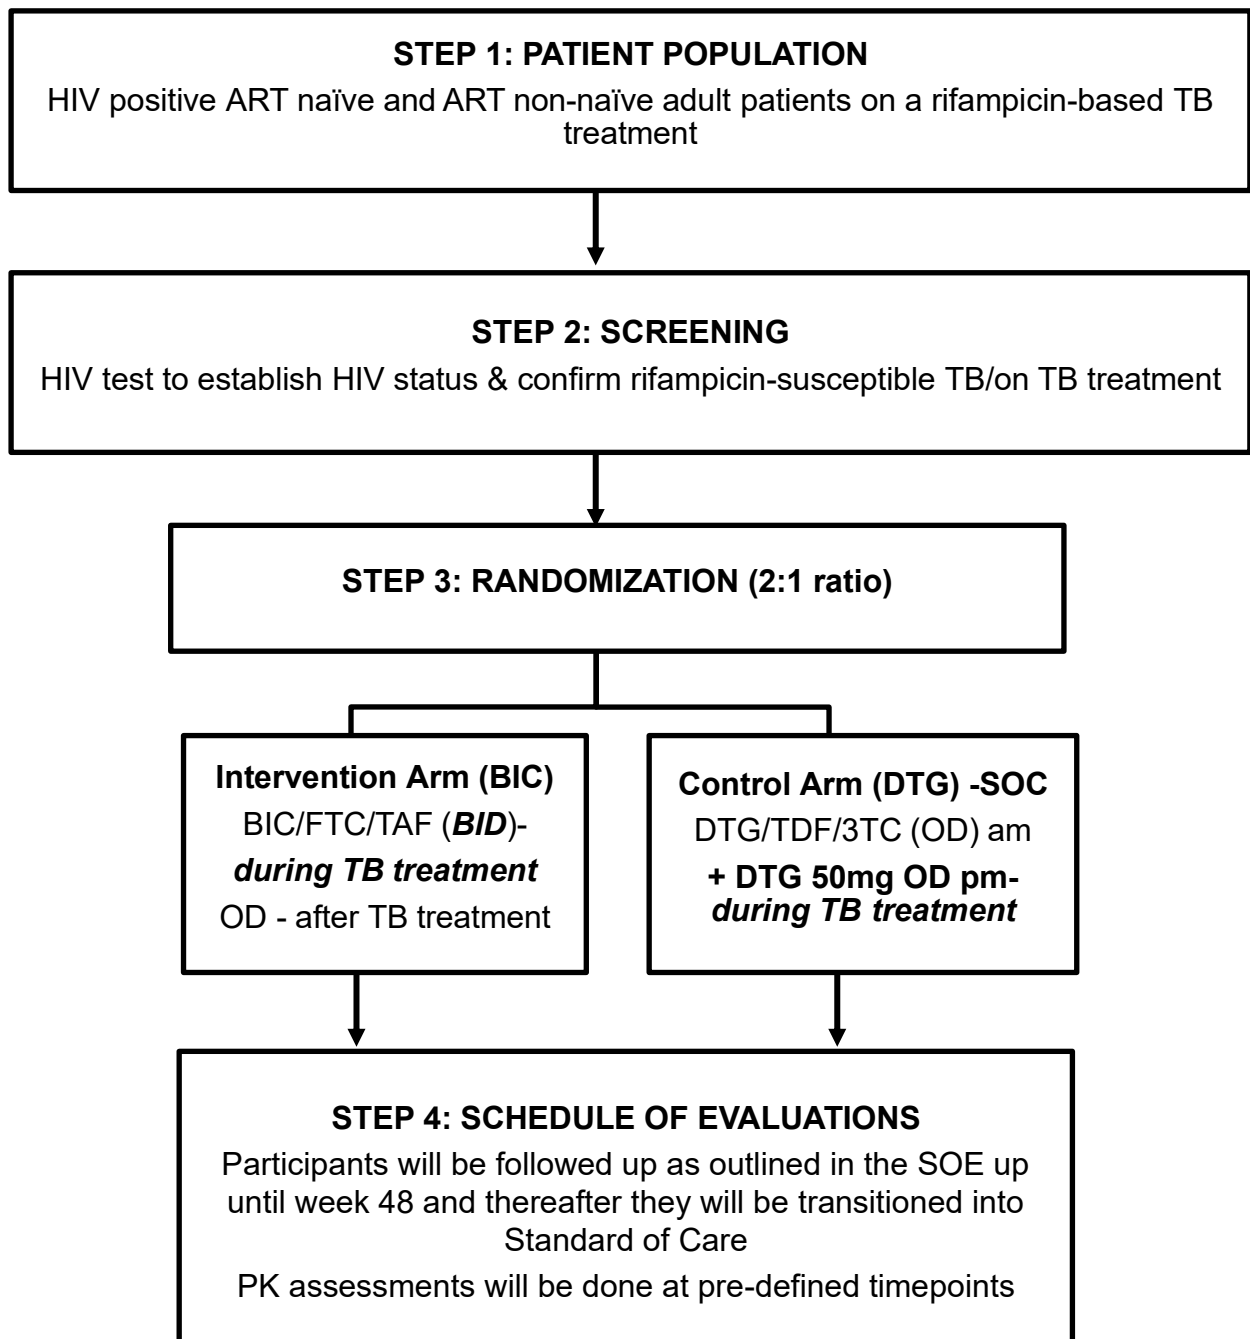 STEP 1: PATIENT POPULATION
HIV positive ART naïve and ART non-naïve adult patients on a rifampicin-based TB
treatment
STEP 2: SCREENING
HIV test to establish HIV status & confirm rifampicin-susceptible TB/on TB treatment
STEP 3: RANDOMIZATION (2:1 ratio)
Intervention Arm (BIC)
BIC/FTC/TAF (BID)-
during TB treatment
OD - after TB treatment
Control Arm (DTG) -SOC
DTG/TDF/3TC (OD) am
+ DTG 50mg OD pm-
during TB treatment
STEP 4: SCHEDULE OF EVALUATIONS
Participants will be followed up as outlined in the SOE up
until week 48 and thereafter they will be transitioned into
Standard of Care
PK assessments will be done at pre-defined timepoints